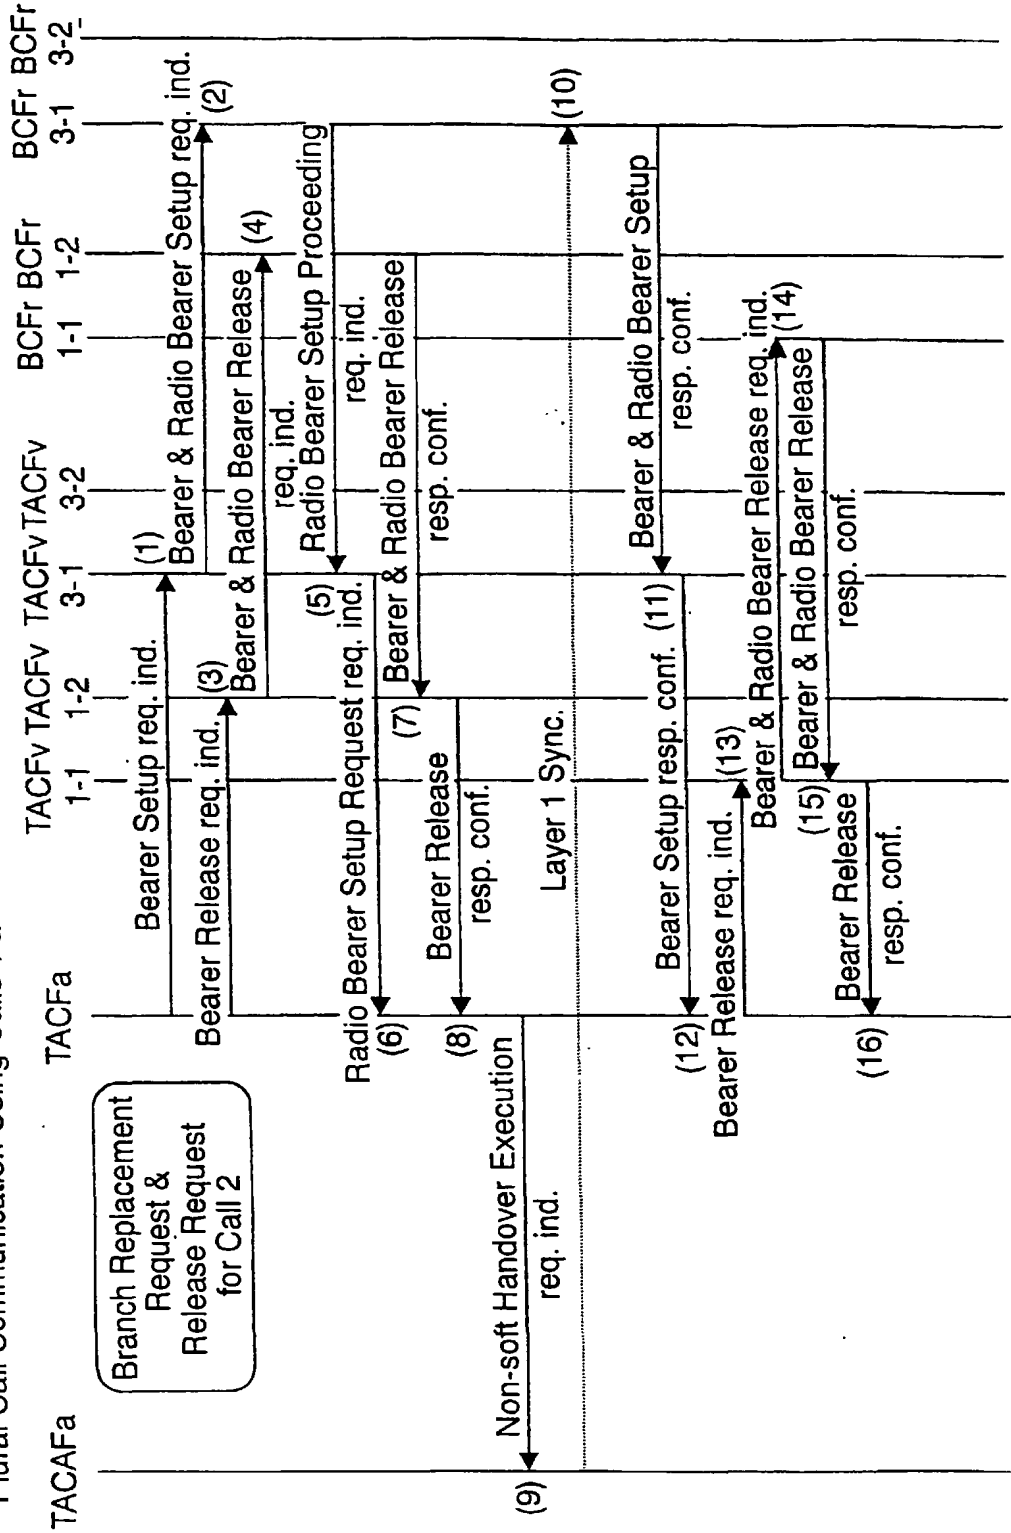 Plural Call Communication Using
TACAFa
TACFa
TACFv TACFv TACFv TACFv
1-1 1-2 3-1 3-2
BCFr BCFr BCFr BCFr
1-1 1-2 3-1 3-2
Branch Replacement
Request &
Release Request
for Call 2
Bearer Setup req. ind.
(1)
Bearer & Radio Bearer Setup req. ind.
(2)
Bearer Release req. ind.
(3)
Bearer & Radio Bearer Release
req. ind.
(4)
Radio Bearer Setup Proceeding
req. ind.
(5)
Radio Bearer Setup Request req. ind.
(6)
Bearer & Radio Bearer Release
resp. conf.
(7)
Bearer Release
resp. conf.
(8)
Non-soft Handover Execution
req. ind.
(9)
Layer 1 Sync.
(10)
Bearer & Radio Bearer Setup
resp. conf.
(11)
Bearer Setup resp. conf.
(12)
Bearer Release req. ind.
(13)
Bearer & Radio Bearer Release req. ind.
(14)
Bearer & Radio Bearer Release
resp. conf.
(15)
Bearer Release
resp. conf.
(16)